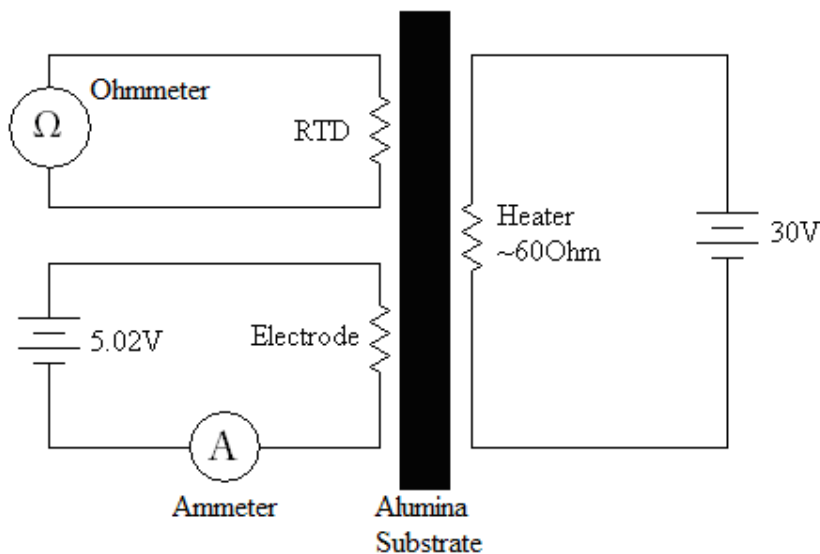 Ohmmeter
Ω
RTD
Heater
~60Ohm
30V
5.02V
Electrode
A
Ammeter
Alumina
Substrate